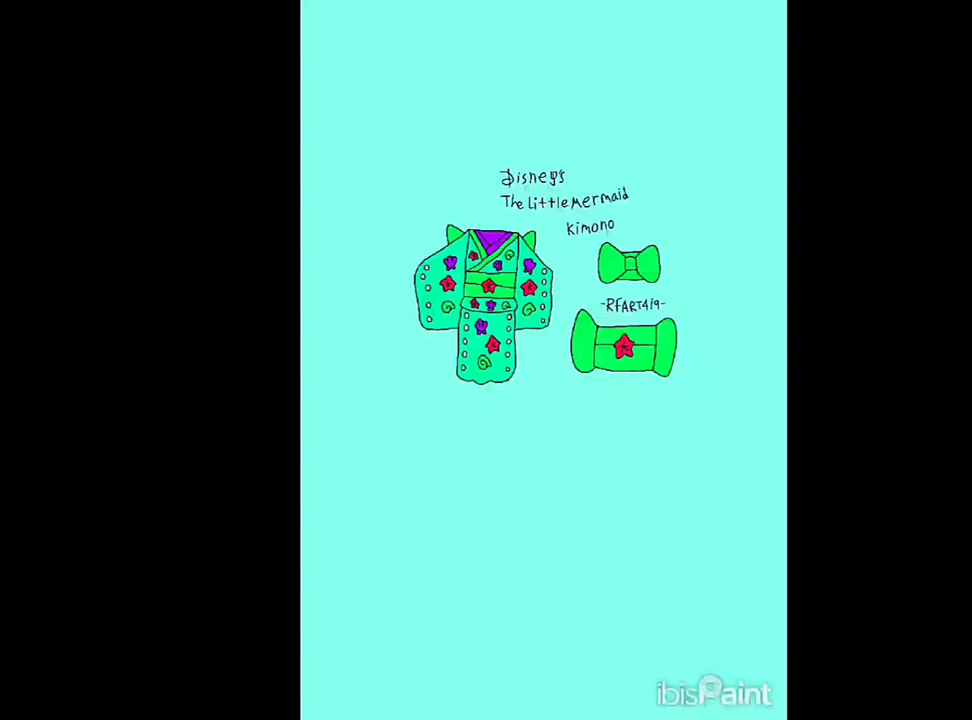 Disney's
The Little Mermaid
Kimono
-RFART419-
ibisPaint